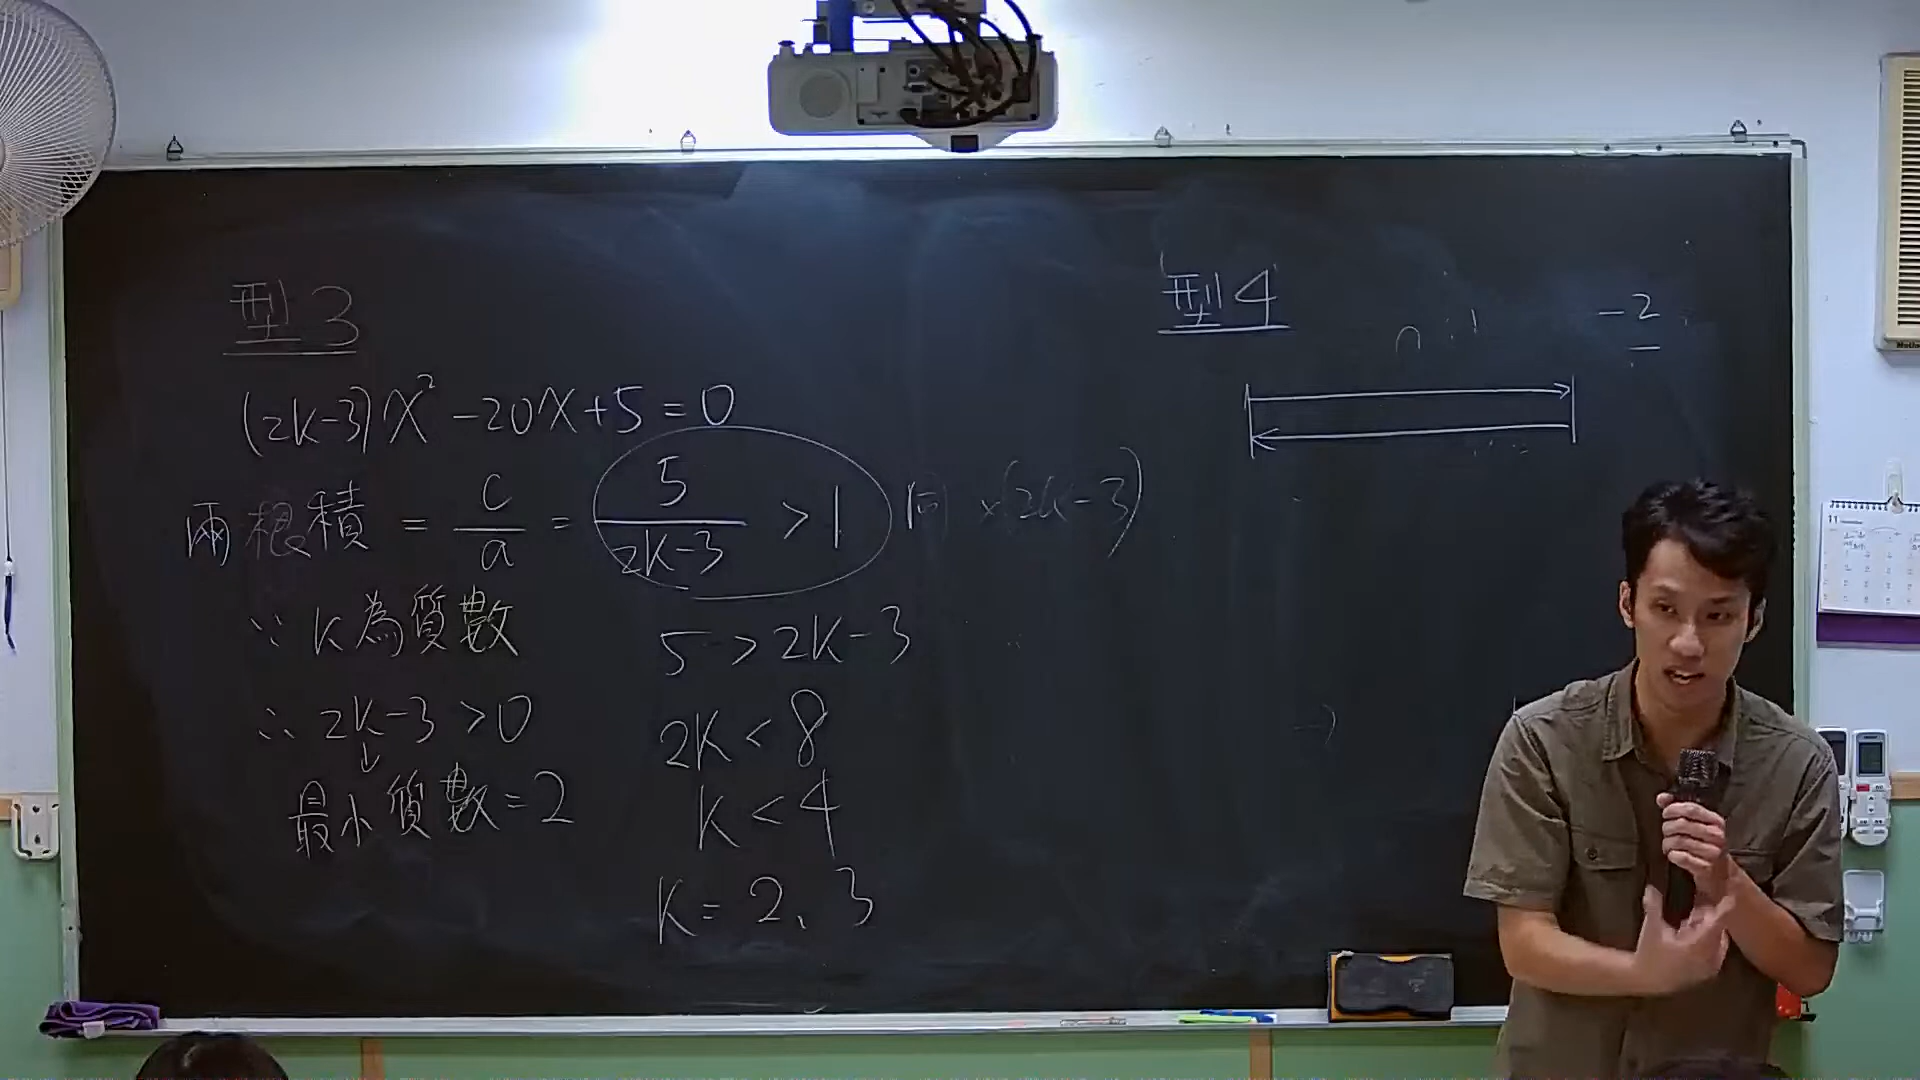 型3
(2k-3)x² -20x+5=0
兩根積 = c/a = 5/(2k-3) > 1 同×(2k-3)
∵ k為質數
5 > 2k-3
∴ 2k-3 > 0
↓
2k < 8
最小質數=2
k < 4
k = 2、3
型4
-2
11